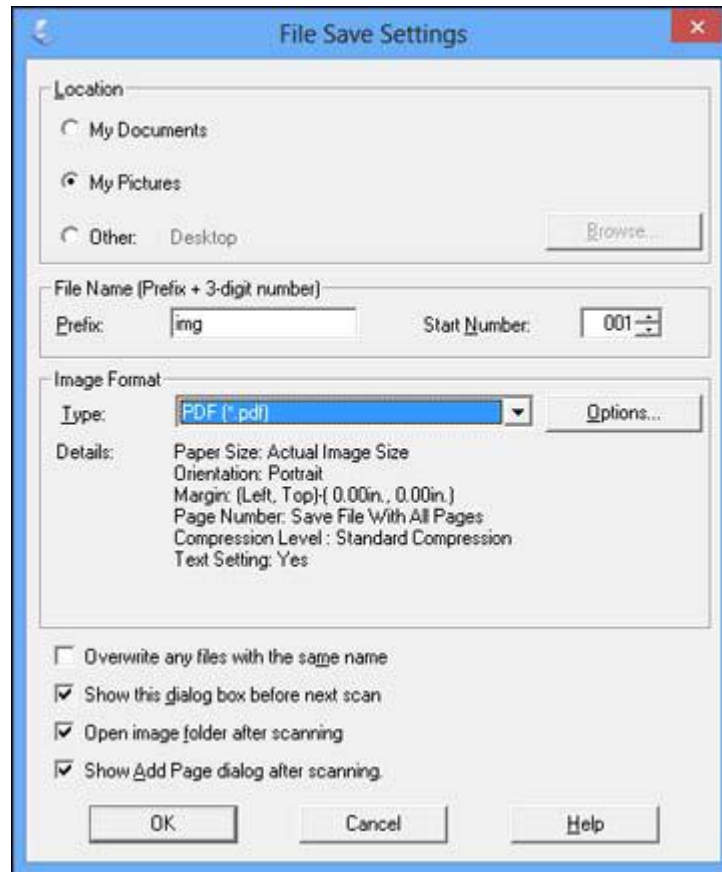 File Save Settings
Location
My Documents
My Pictures
Other: Desktop Browse...
File Name (Prefix + 3-digit number)
Prefix: img Start Number: 001
Image Format
Type: PDF (*.pdf) Options...
Details: Paper Size: Actual Image Size
Orientation: Portrait
Margin: (Left, Top)-( 0.00in., 0.00in.)
Page Number: Save File With All Pages
Compression Level : Standard Compression
Text Setting: Yes
Overwrite any files with the same name
Show this dialog box before next scan
Open image folder after scanning
Show Add Page dialog after scanning.
OK Cancel Help